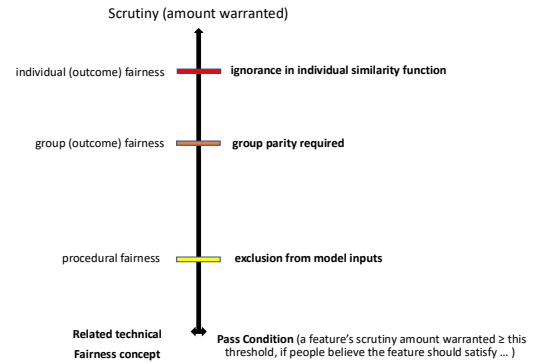 Scrutiny (amount warranted)
individual (outcome) fairness
ignorance in individual similarity function
group (outcome) fairness
group parity required
procedural fairness
exclusion from model inputs
Related technical
Fairness concept
Pass Condition (a feature's scrutiny amount warranted ≥ this
threshold, if people believe the feature should satisfy ... )